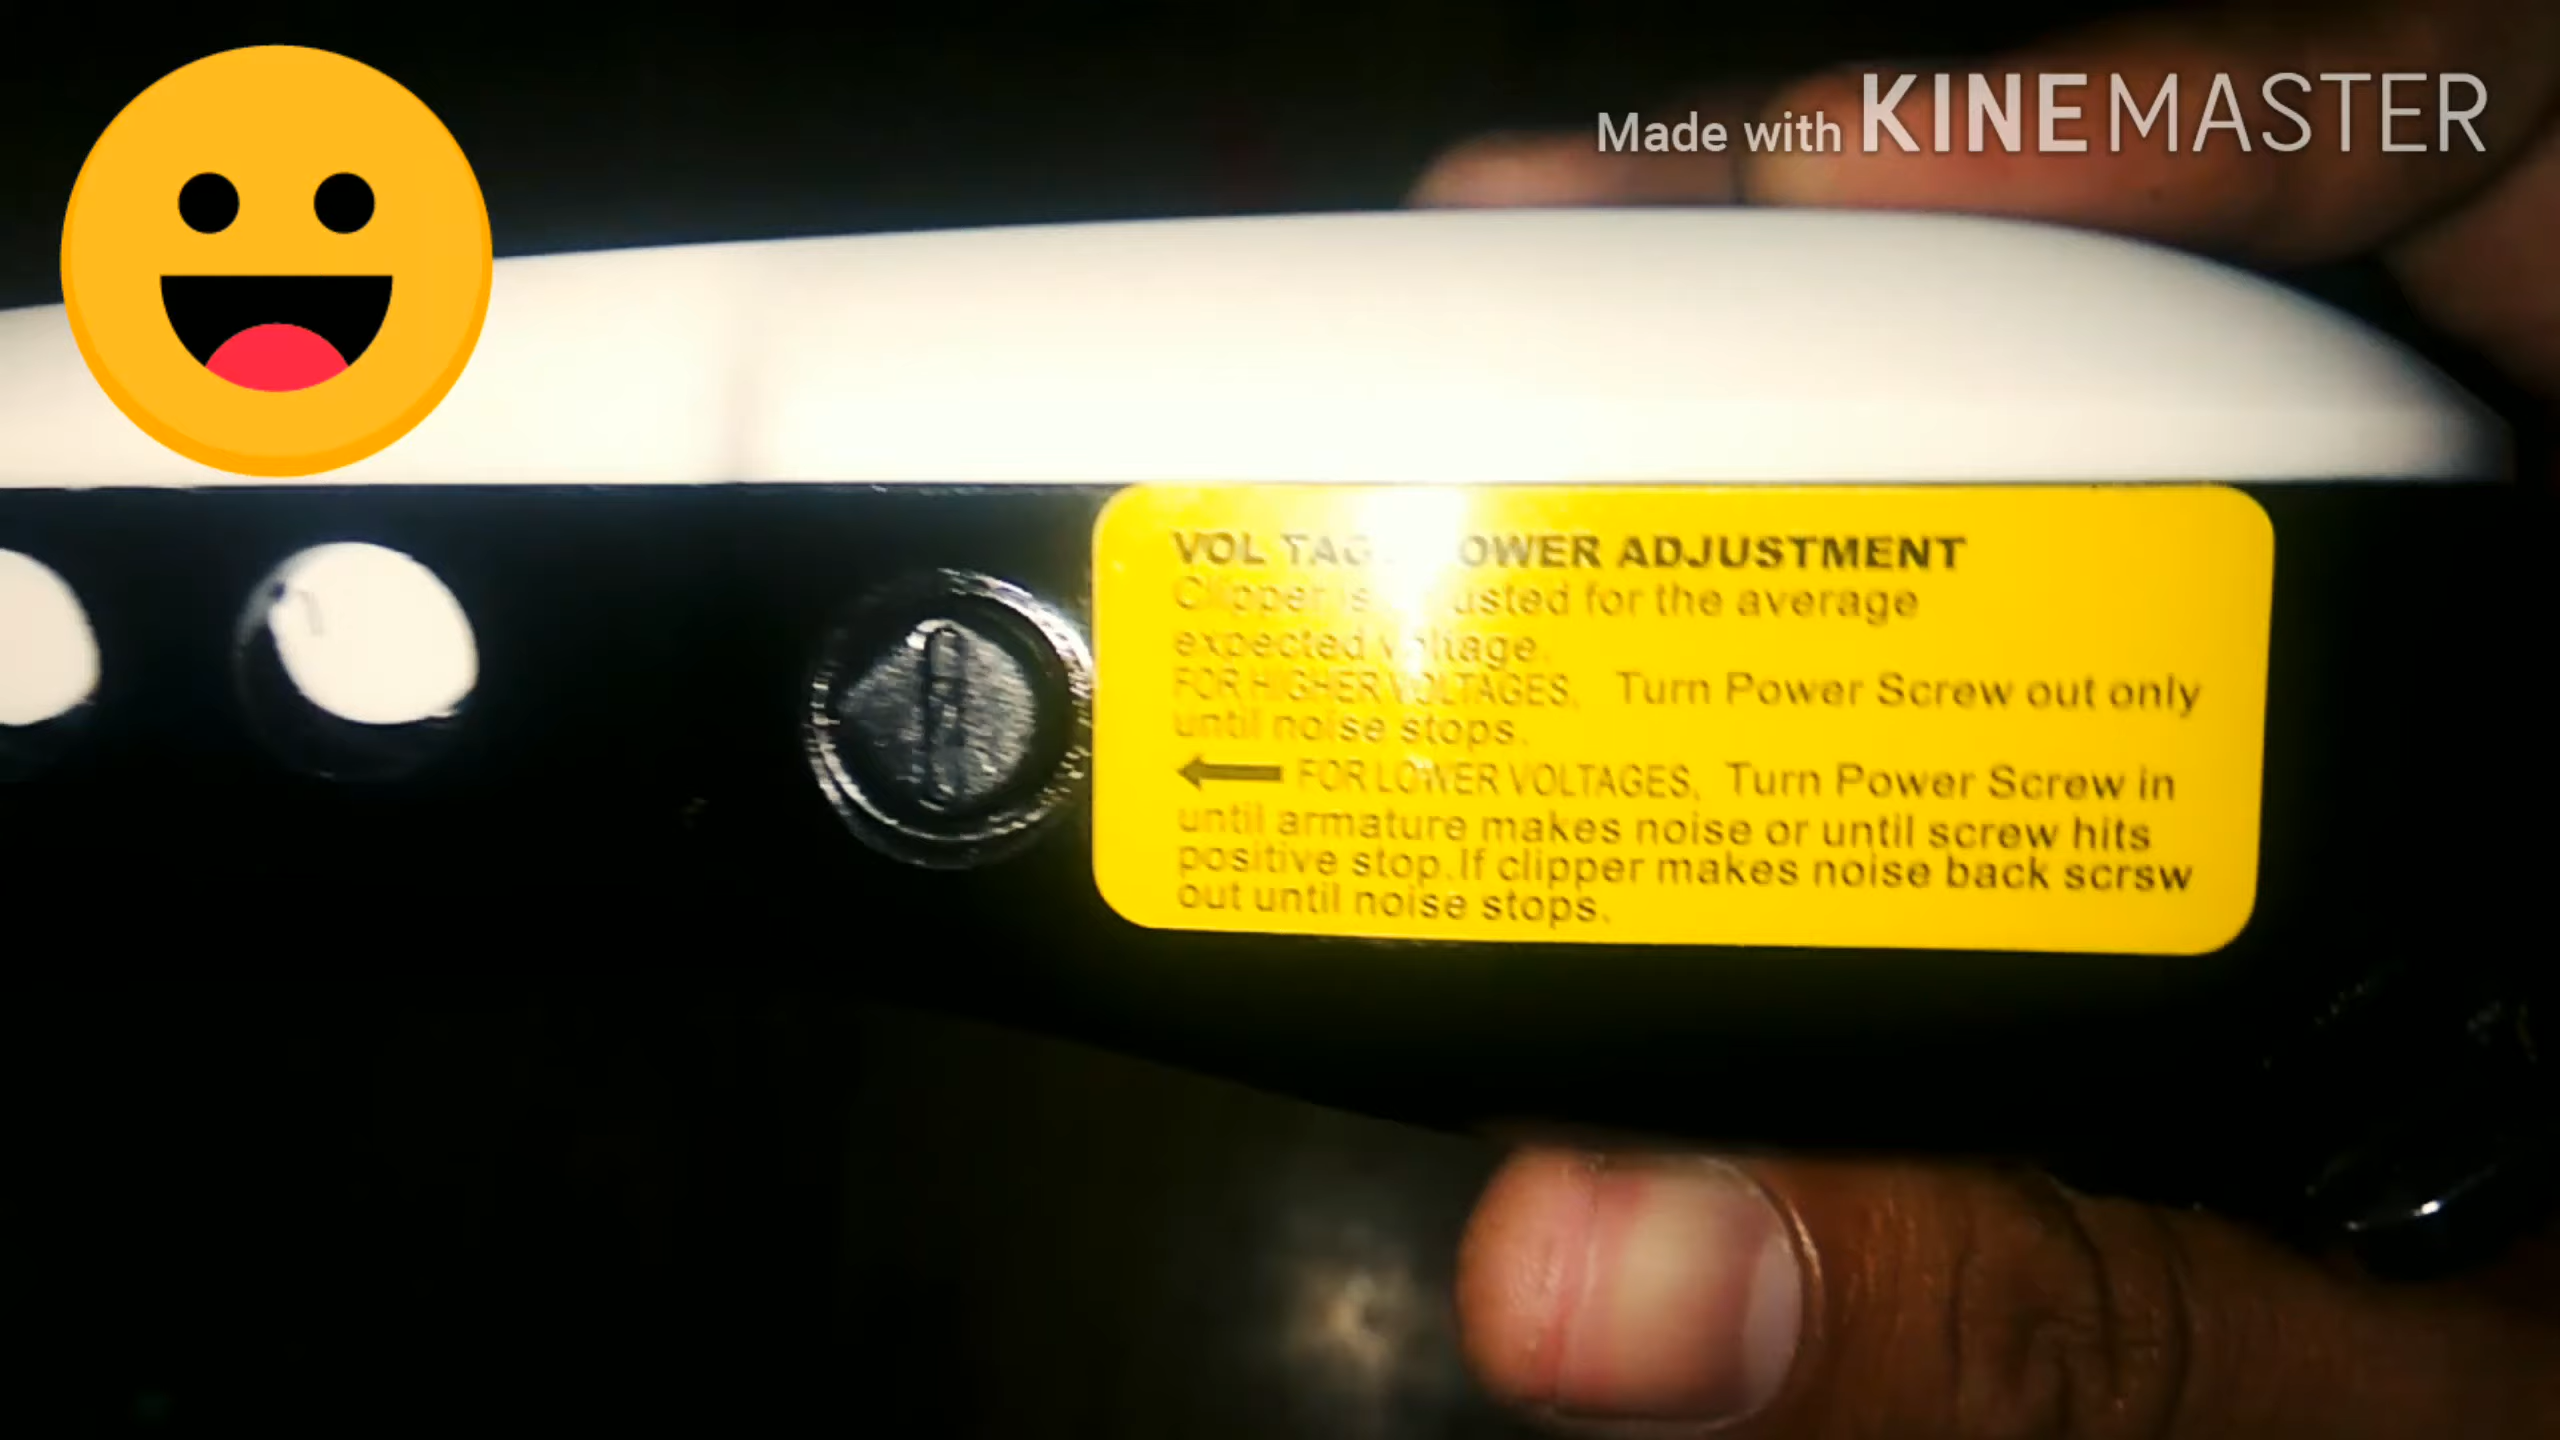 Made with KINEMASTER
ADJUSTMENT
for the average
expected
FOR HIGHER VOLTAGES, Turn Power Screw out only
until noise stops.
FOR LOWER VOLTAGES, Turn Power Screw in
until armature makes noise or until screw hits
positive stop.If clipper makes noise back scrsw
out until noise stops.